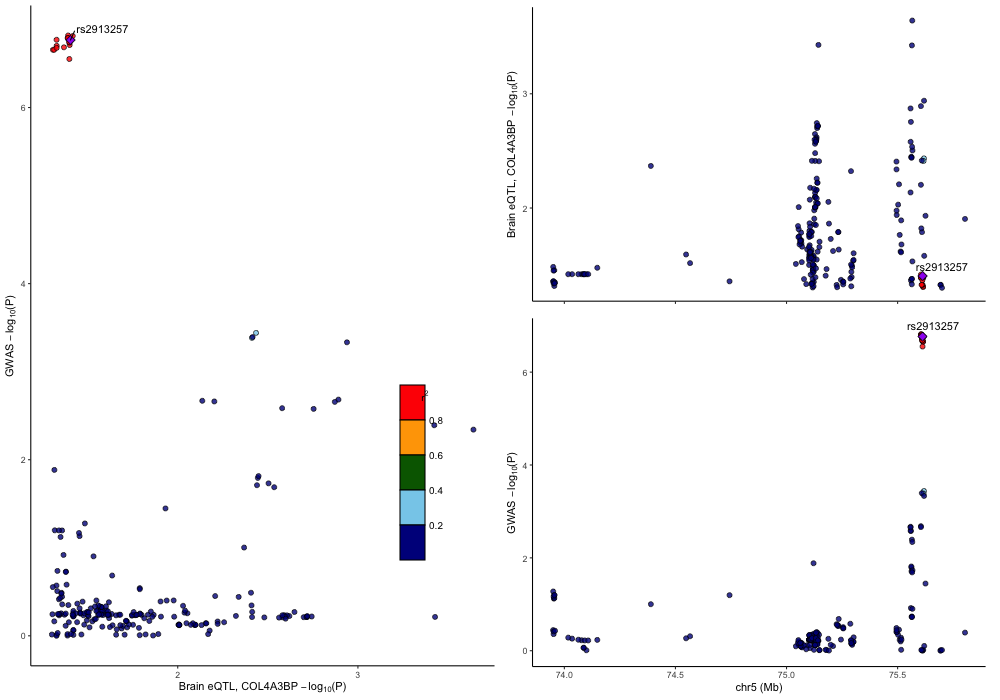 rs2913257
6
4
2
0
GWAS −log10(P)
2
3
Brain eQTL, COL4A3BP −log10(P)
r2
0.8
0.6
0.4
0.2
3
2
Brain eQTL, COL4A3BP −log10(P)
rs2913257
rs2913257
6
4
2
0
GWAS −log10(P)
74.0
74.5
75.0
75.5
chr5 (Mb)